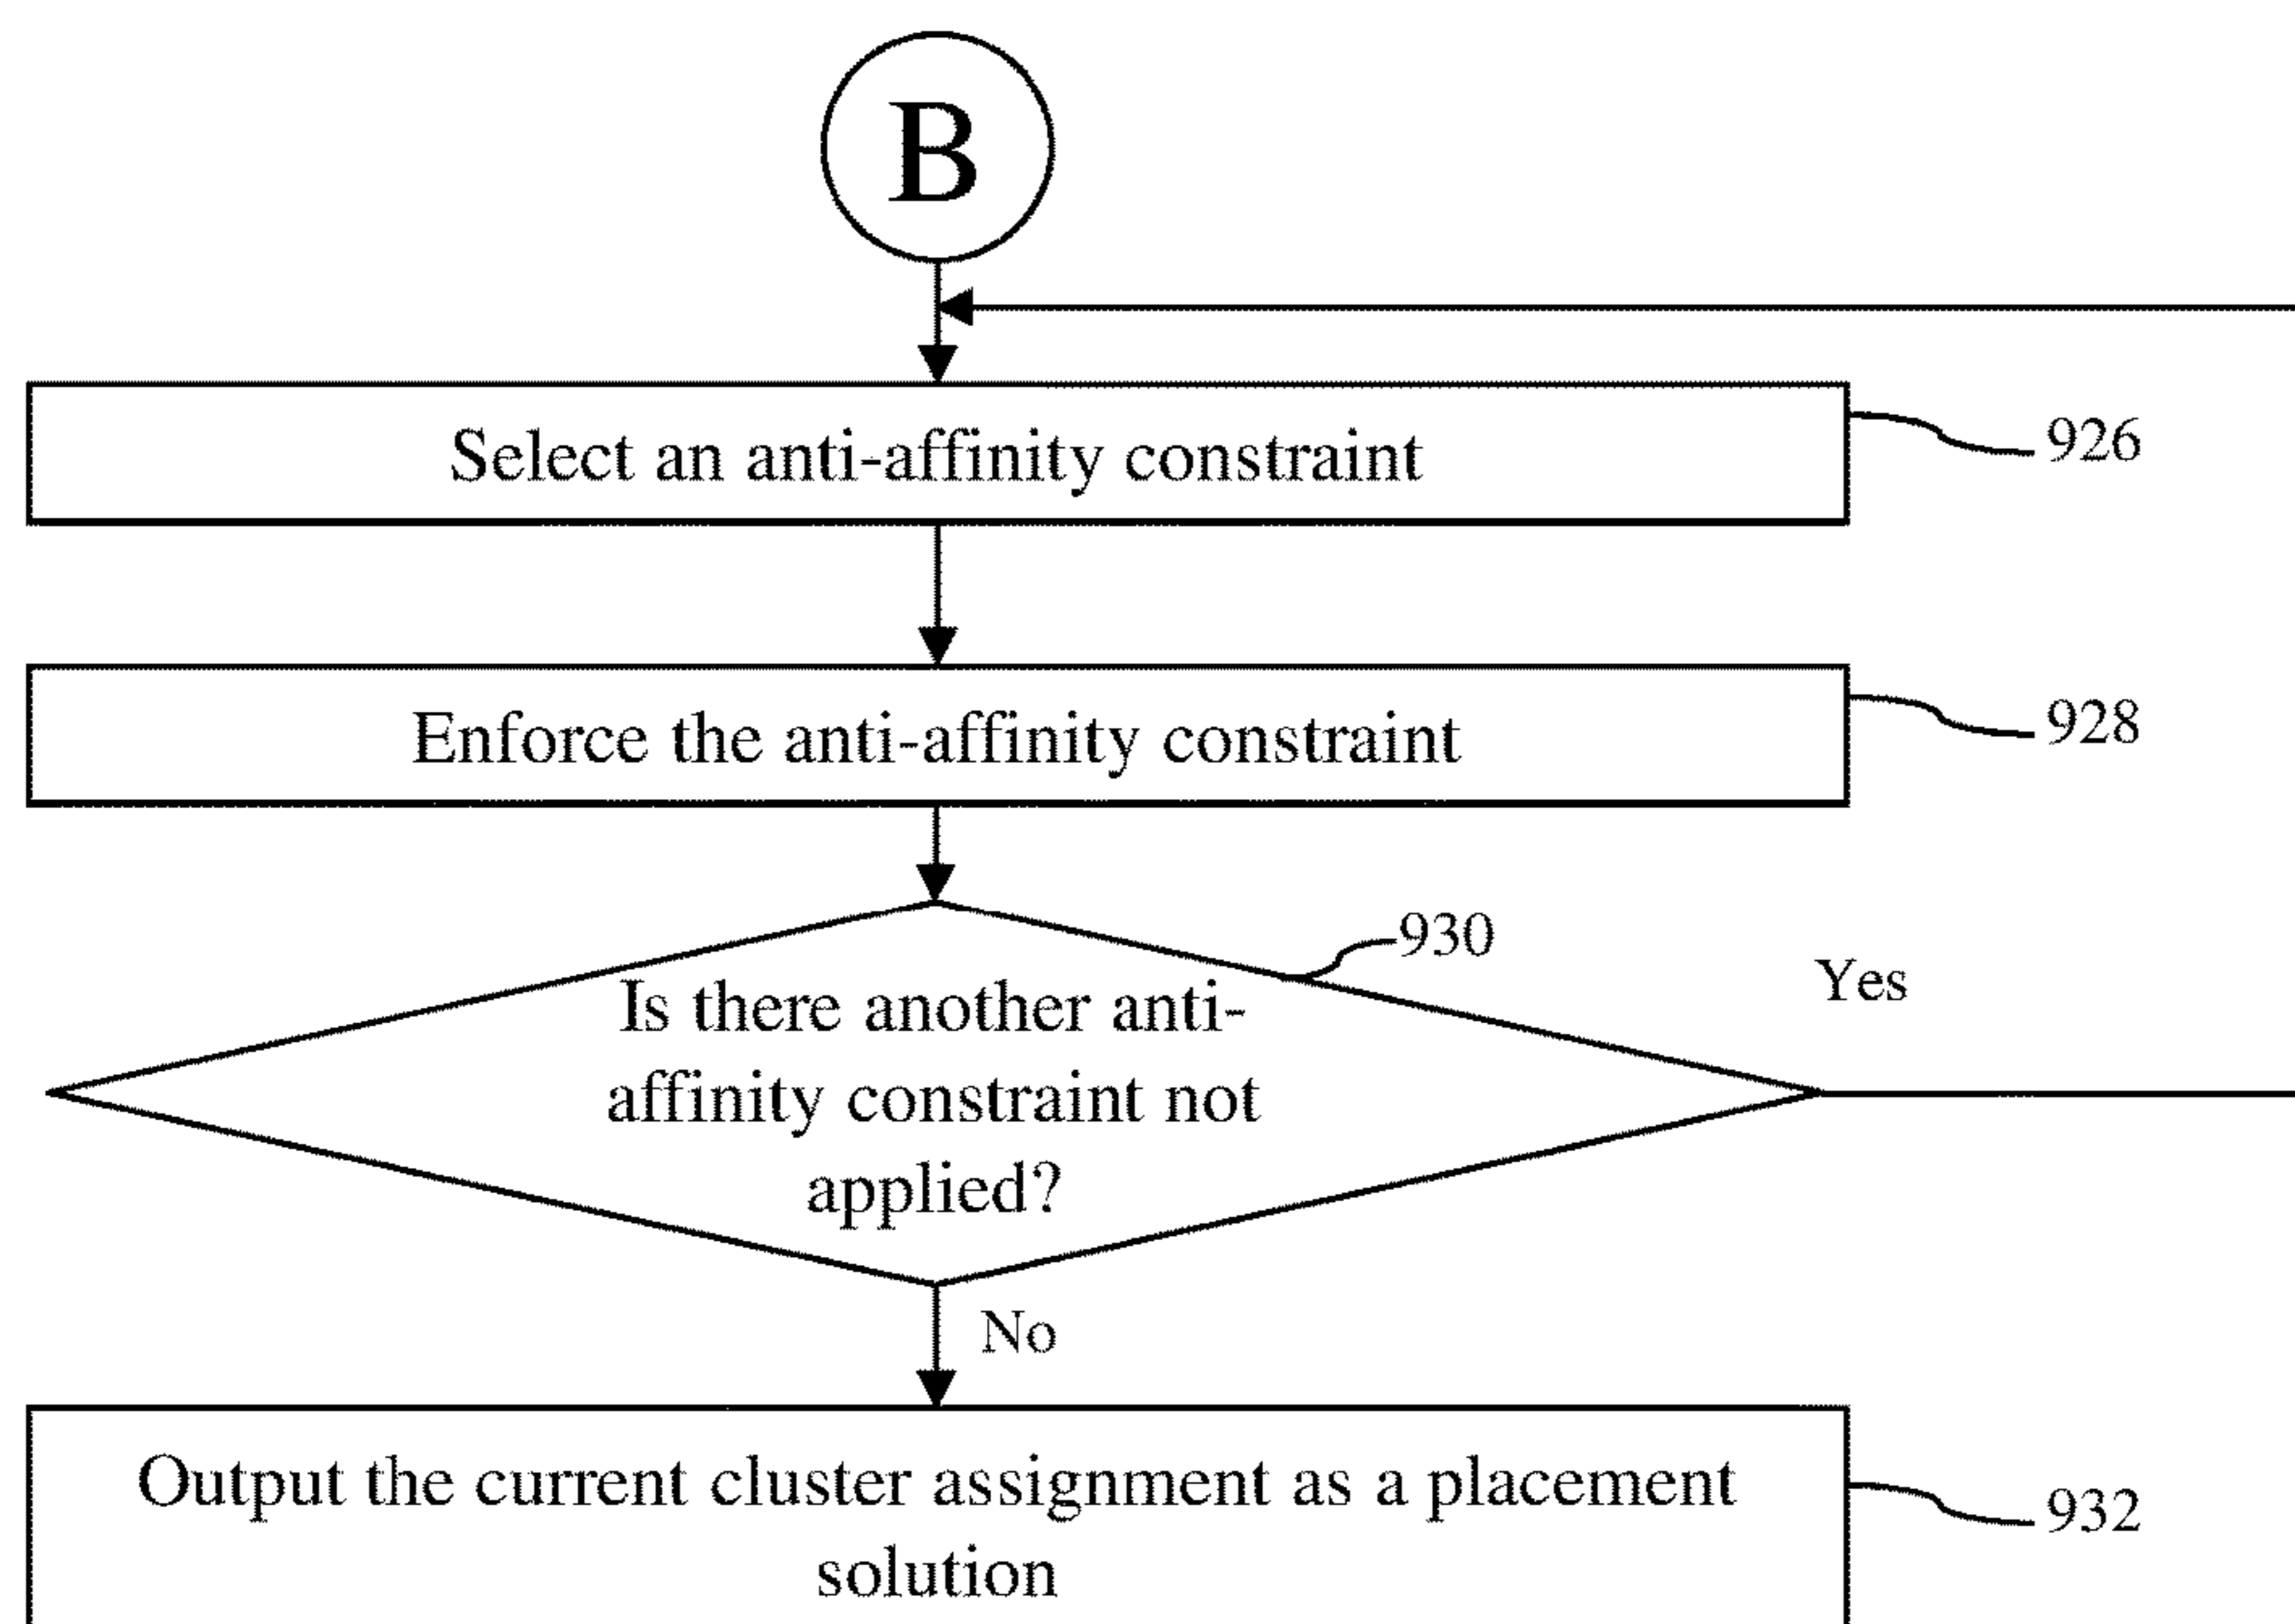 B
Select an anti-affinity constraint
926
Enforce the anti-affinity constraint
928
930
Is there another anti-
affinity constraint not
applied?
Yes
No
Output the current cluster assignment as a placement
solution
932